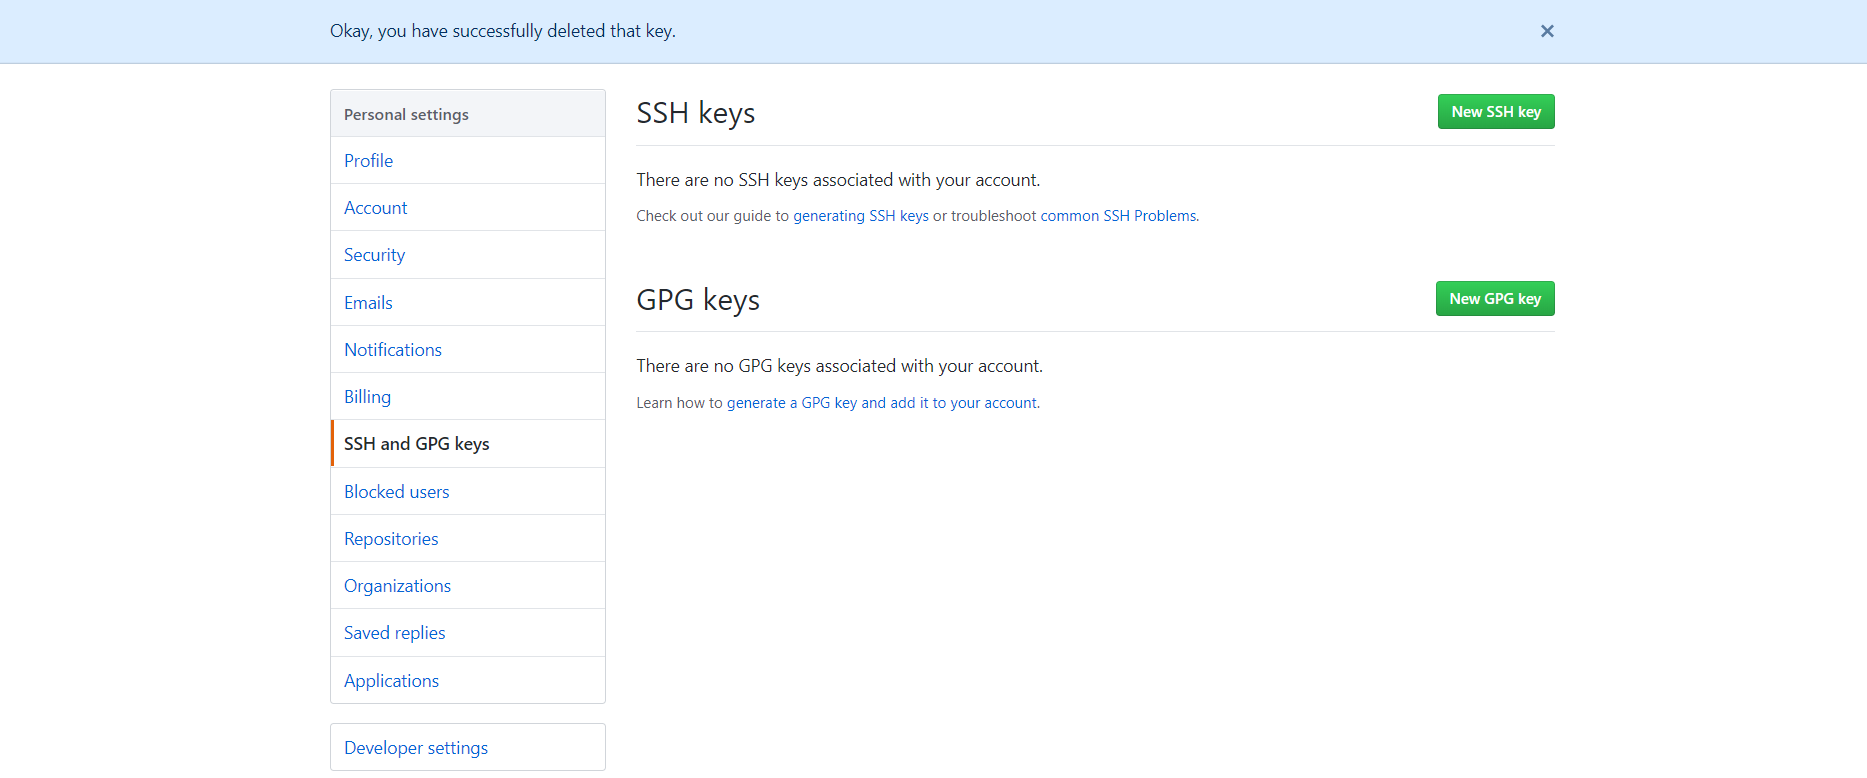 Okay, you have successfully deleted that key.
Personal settings
Profile
Account
Security
Emails
Notifications
Billing
SSH and GPG keys
Blocked users
Repositories
Organizations
Saved replies
Applications
Developer settings
SSH keys
New SSH key
There are no SSH keys associated with your account.
Check out our guide to generating SSH keys or troubleshoot common SSH Problems.
GPG keys
New GPG key
There are no GPG keys associated with your account.
Learn how to generate a GPG key and add it to your account.